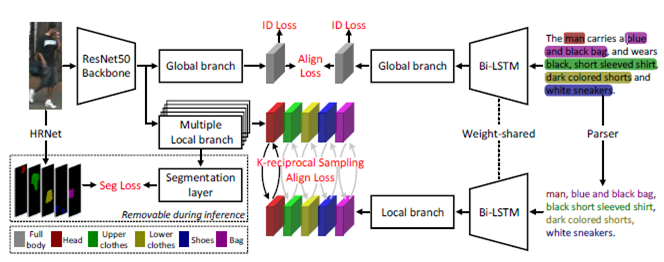 ID Loss
ID Loss
The man carries a blue
and black bag, and wears
black, short sleeved shirt,
dark colored shorts and
white sneakers.
ResNet50
Backbone
Global branch
Align
Loss
Global branch
Bi-LSTM
HRNet
Multiple
Local branch
Weight-shared
Parser
K-reciprocal Sampling
Align Loss
Seg Loss
Segmentation
layer
Removable during inference
Local branch
Bi-LSTM
man, blue and black bag,
black short sleeved shirt,
dark colored shorts,
white sneakers.
Full
body
Head
Upper
clothes
Lower
clothes
Shoes
Bag